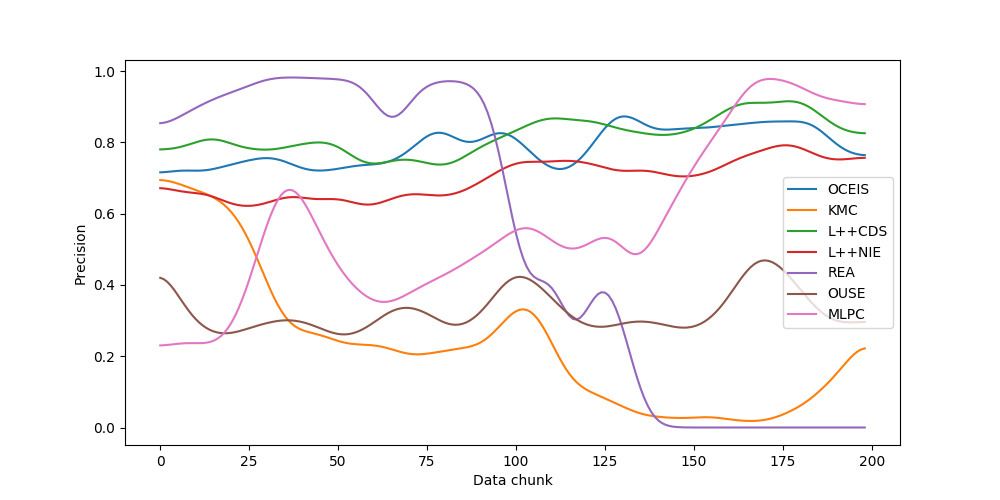 1.0
0.8
0.6
0.4
0.2
0.0
Precision
0 25 50 75 100 125 150 175 200
Data chunk
OCEIS
KMC
L++CDS
L++NIE
REA
OUSE
MLPC